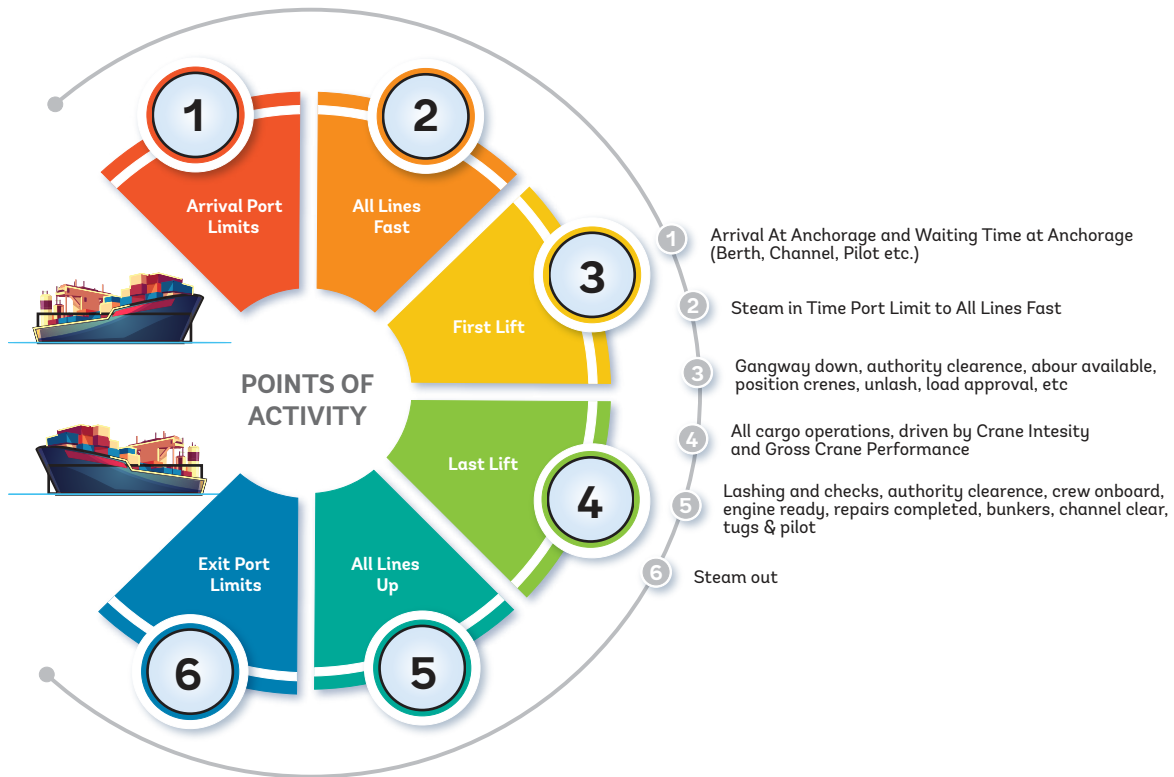 1
Arrival Port
Limits
2
All Lines
Fast
3
First Lift
4
Last Lift
5
All Lines
Up
6
Exit Port
Limits
POINTS OF
ACTIVITY
1
Arrival At Anchorage and Waiting Time at Anchorage
(Berth, Channel, Pilot etc.)
2
Steam in Time Port Limit to All Lines Fast
3
Gangway down, authority clearence, abour available,
position crenes, unlash, load approval, etc
4
All cargo operations, driven by Crane Intesity
and Gross Crane Performance
5
Lashing and checks, authority clearence, crew onboard,
engine ready, repairs completed, bunkers, channel clear,
tugs & pilot
6
Steam out